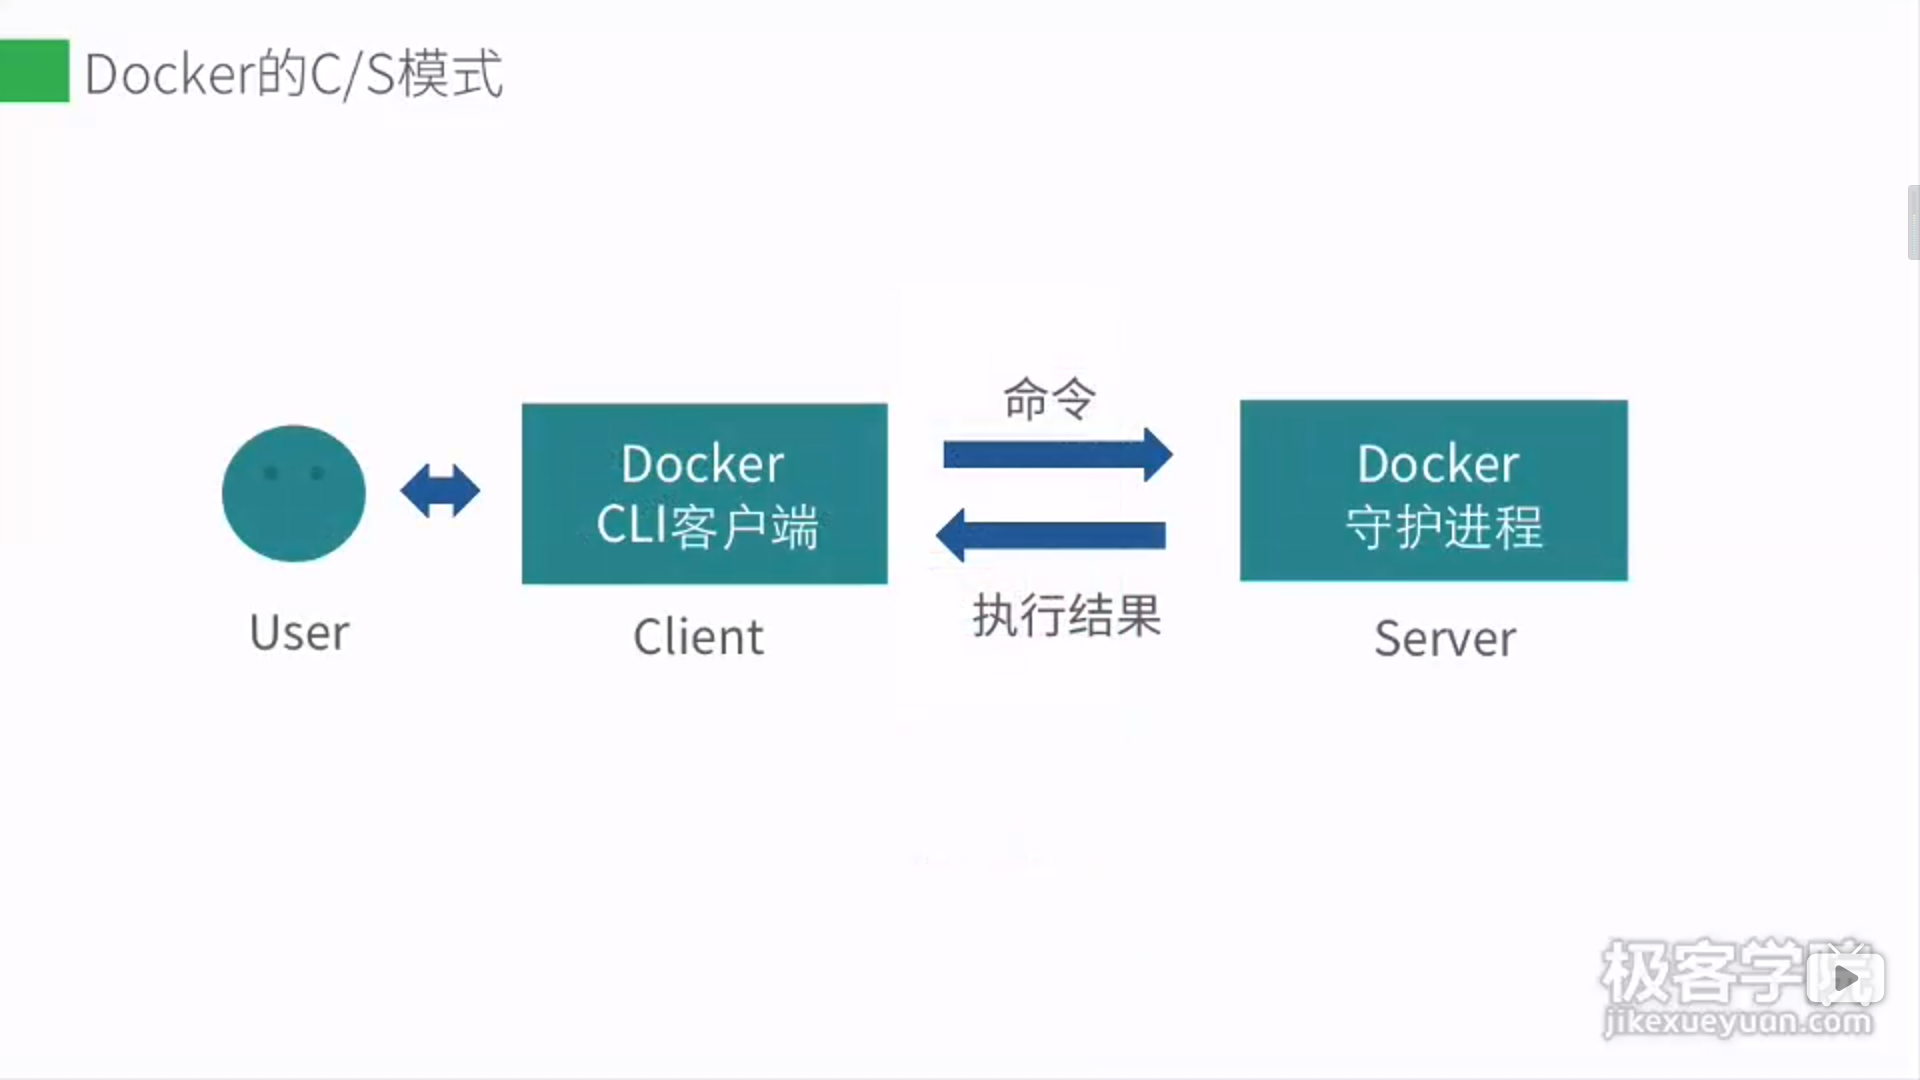 Docker的C/S模式
命令
Docker
CLI客户端
Docker
守护进程
执行结果
User
Client
Server
极客学院
jikexueyuan.com